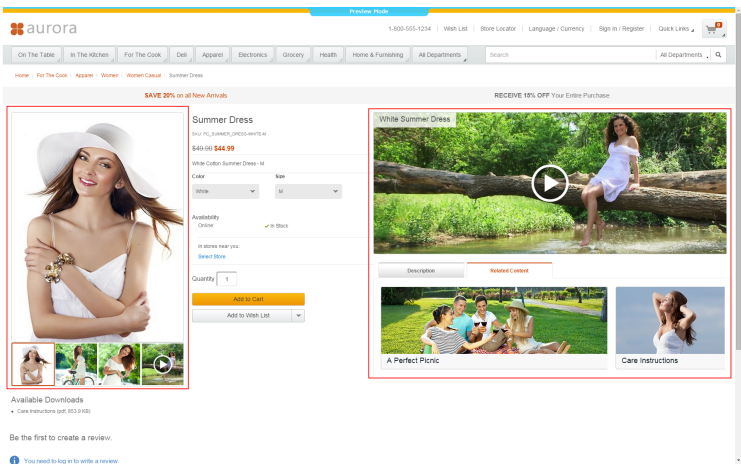 Preview Mode
aurora
1-800-555-1234
Wish List
Store Locator
Language / Currency
Sign In / Register
Quick Links
0
On The Table
In The Kitchen
For The Cook
Deli
Apparel
Electronics
Grocery
Health
Home & Furnishing
All Departments
Search
All Departments
Home \ For The Cook \ Apparel \ Women \ Women Casual \ Summer Dress
SAVE 20% on all New Arrivals
RECEIVE 15% OFF Your Entire Purchase
Summer Dress
SKU: PC_SUMMER_DRESS-WHITE-M
$49.99 $44.99
White Cotton Summer Dress - M
Color
Size
White
M
Availability
Online:
In Stock
In stores near you:
Select Store
Quantity
1
Add to Cart
Add to Wish List
White Summer Dress
Description
Related Content
A Perfect Picnic
Care Instructions
Available Downloads
Care Instructions (pdf, 853.9 KB)
Be the first to create a review.
You need to log in to write a review.